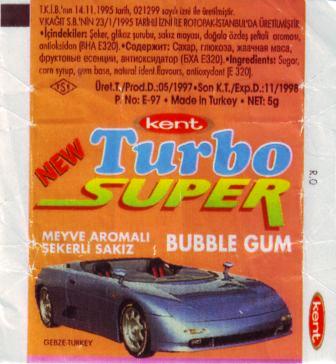 T.K.İ.B.'nın 14.11.1995 tarih, 021299 sayılı izni ile üretilmiştir.
V.KAĞIT S.B.'NİN 23/1/1995 TARİHLİ İZNİ İLE ROTOPAK-İSTANBUL'DA ÜRETİLMİŞTİR.
•İçindekiler: Şeker, glikoz şurubu, sakız mayası, doğala özdeş şeftali aroması,
antioksidan (BHA E320). •Содержит: Сахар, глюкоза, жвачная маса,
фруктовые есенции, антиоксидатор (БХА Е320). •Ingredients: Sugar,
corn syrup, gum base, natural ident.flavours, antioxydant [E 320].
TSE
Üret.T./Prod.D.:05/1997•Son K.T./Exp.D.:11/1998
P. No: E-97 • Made in Turkey • NET: 5g
kent
NEW
Turbo
SUPER
R.O
MEYVE AROMALI
ŞEKERLİ SAKIZ
BUBBLE GUM
kent
GEBZE-TURKEY